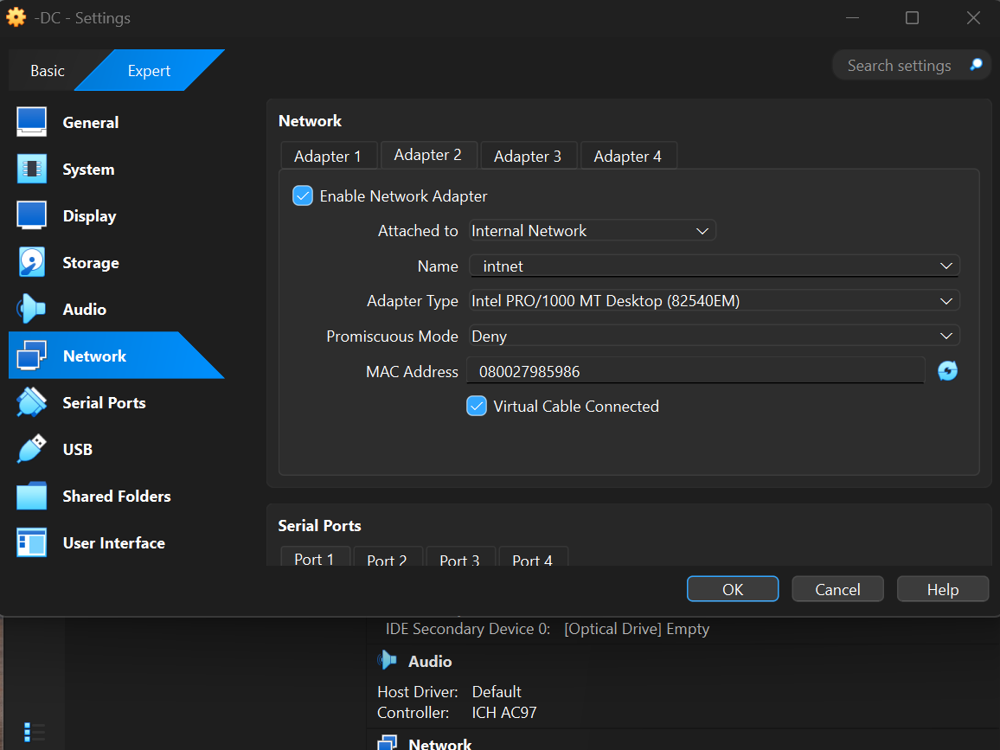 -DC - Settings
Basic
Expert
Search settings
General
System
Display
Storage
Audio
Network
Serial Ports
USB
Shared Folders
User Interface
Network
Adapter 1
Adapter 2
Adapter 3
Adapter 4
Enable Network Adapter
Attached to Internal Network
Name intnet
Adapter Type Intel PRO/1000 MT Desktop (82540EM)
Promiscuous Mode Deny
MAC Address 080027985986
Virtual Cable Connected
Serial Ports
Port 1
Port 2
Port 3
Port 4
OK
Cancel
Help
IDE Secondary Device 0: [Optical Drive] Empty
Audio
Host Driver: Default
Controller: ICH AC97
Network